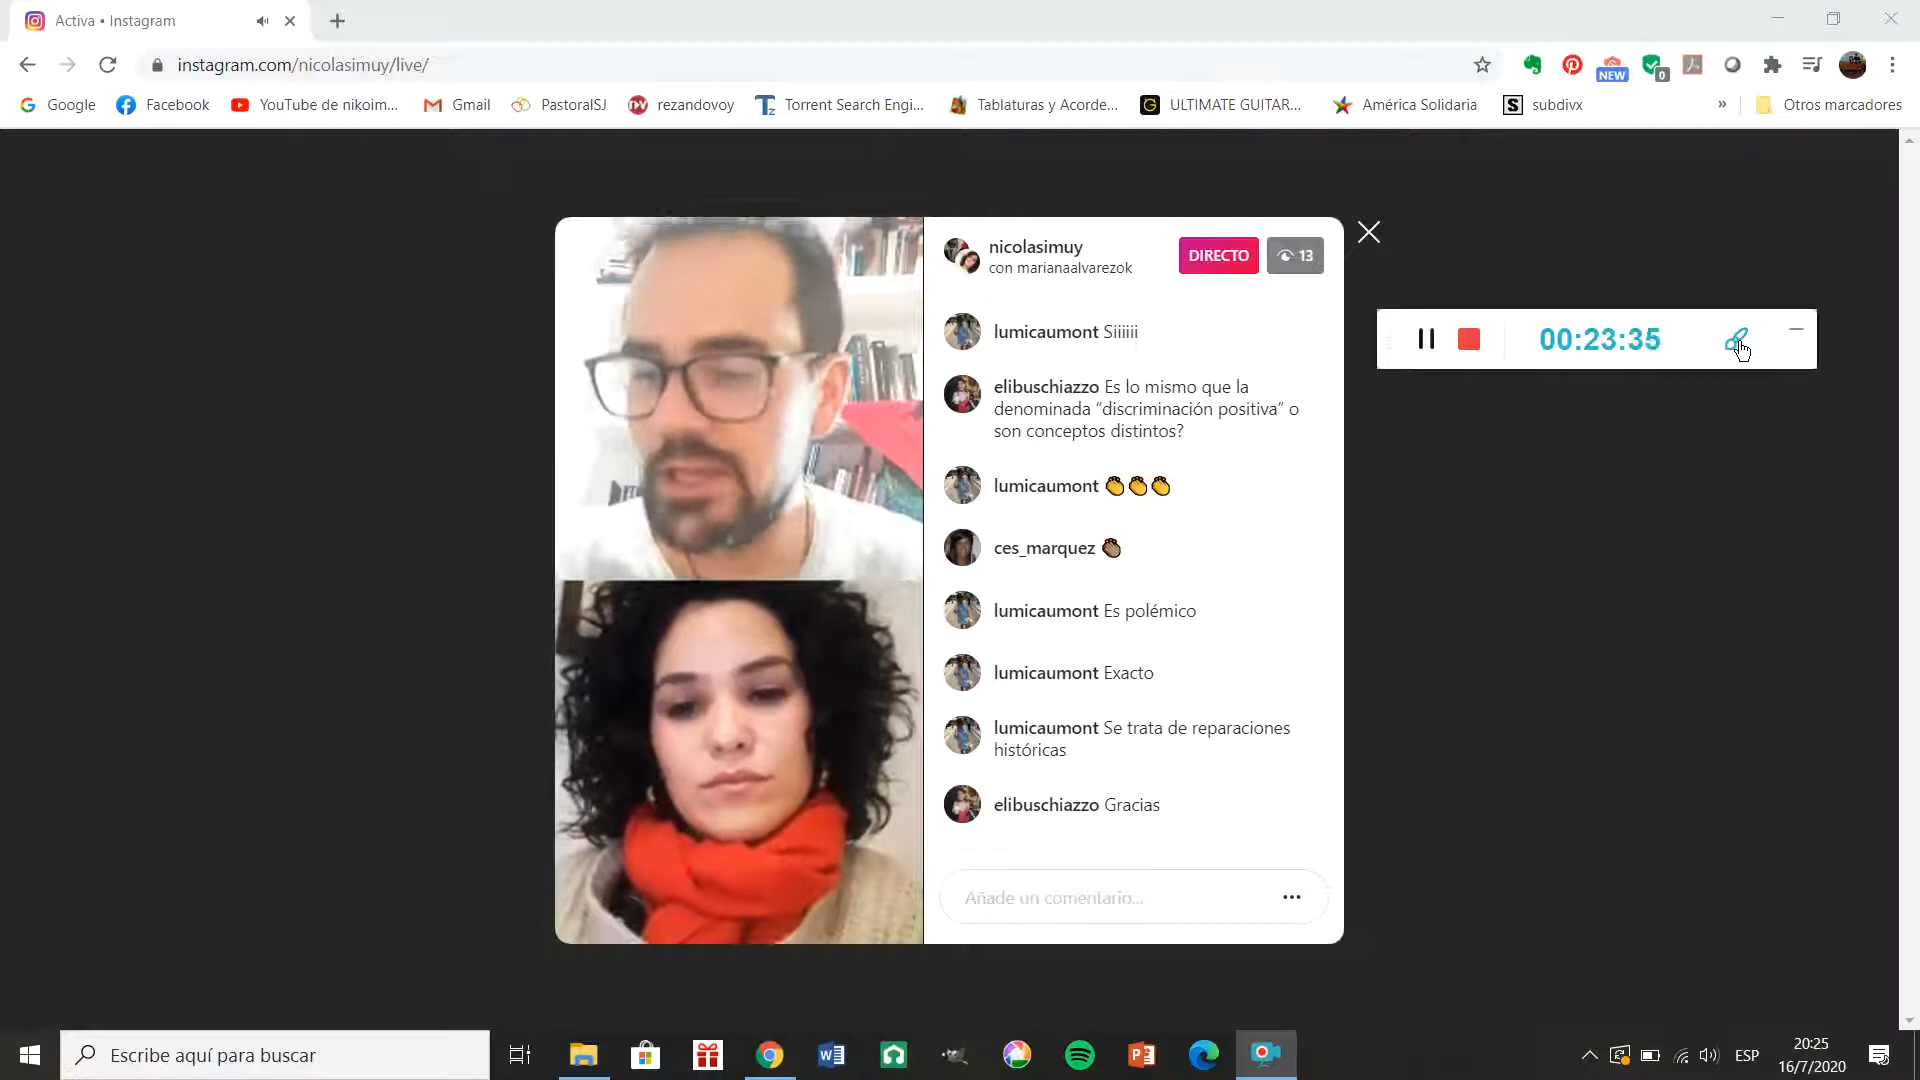 Activa • Instagram
instagram.com/nicolasimuy/live/
NEW
0
Google
Facebook
YouTube de nikoim...
Gmail
PastoralSJ
rezandovoy
Torrent Search Engi...
Tablaturas y Acorde...
ULTIMATE GUITAR...
América Solidaria
subdivx
»
Otros marcadores
nicolasimuy
con marianaalvarezok
DIRECTO
13
lumicaumont Siiiiii
elibuschiazzo Es lo mismo que la
denominada “discriminación positiva” o
son conceptos distintos?
lumicaumont 👏👏👏
ces_marquez 👏🏽
lumicaumont Es polémico
lumicaumont Exacto
lumicaumont Se trata de reparaciones
históricas
elibuschiazzo Gracias
Añade un comentario...
00:23:35
Escribe aquí para buscar
ESP
20:25
16/7/2020